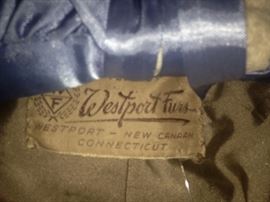 F
Westport Furs
WESTPORT - NEW CANAAN
CONNECTICUT